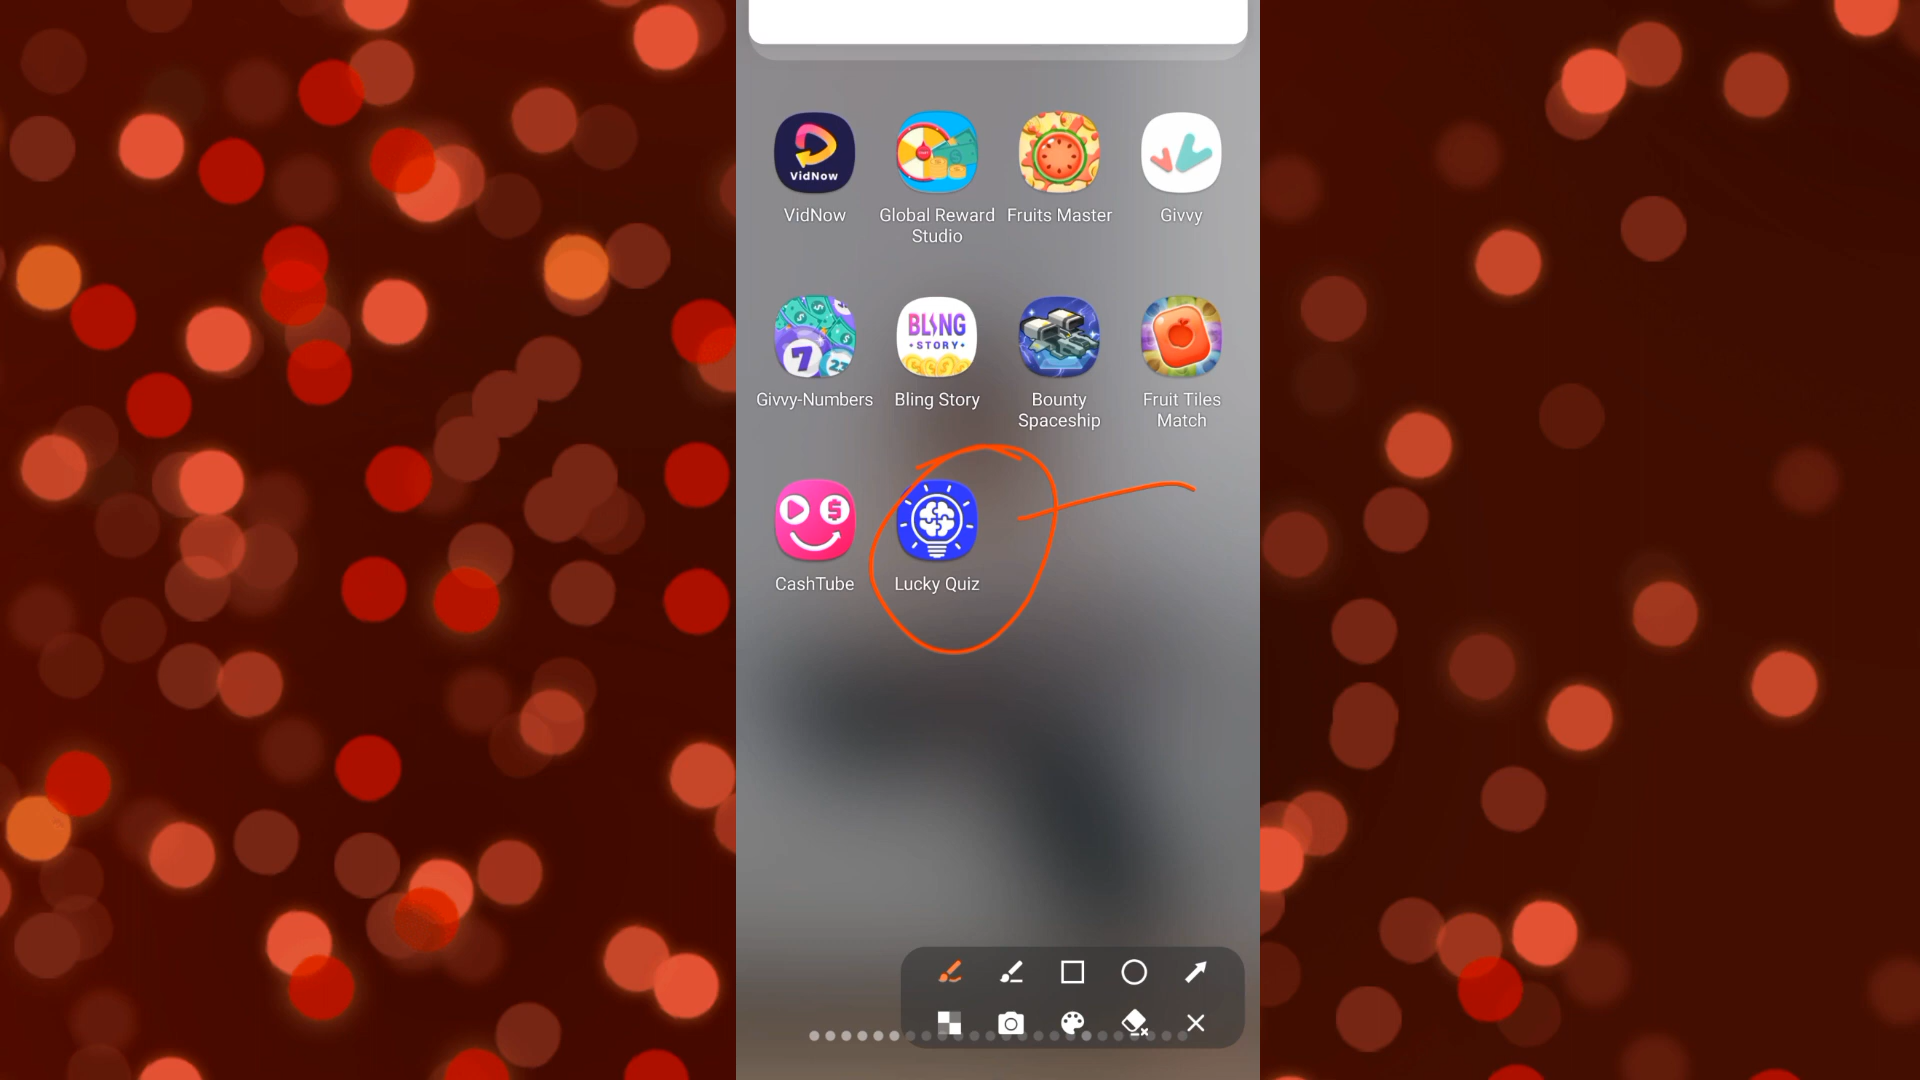 VidNow
VidNow
Global Reward
Studio
Fruits Master
Givvy
7
BLING
• STORY •
Givvy-Numbers
Bling Story
Bounty
Spaceship
Fruit Tiles
Match
$
CashTube
Lucky Quiz